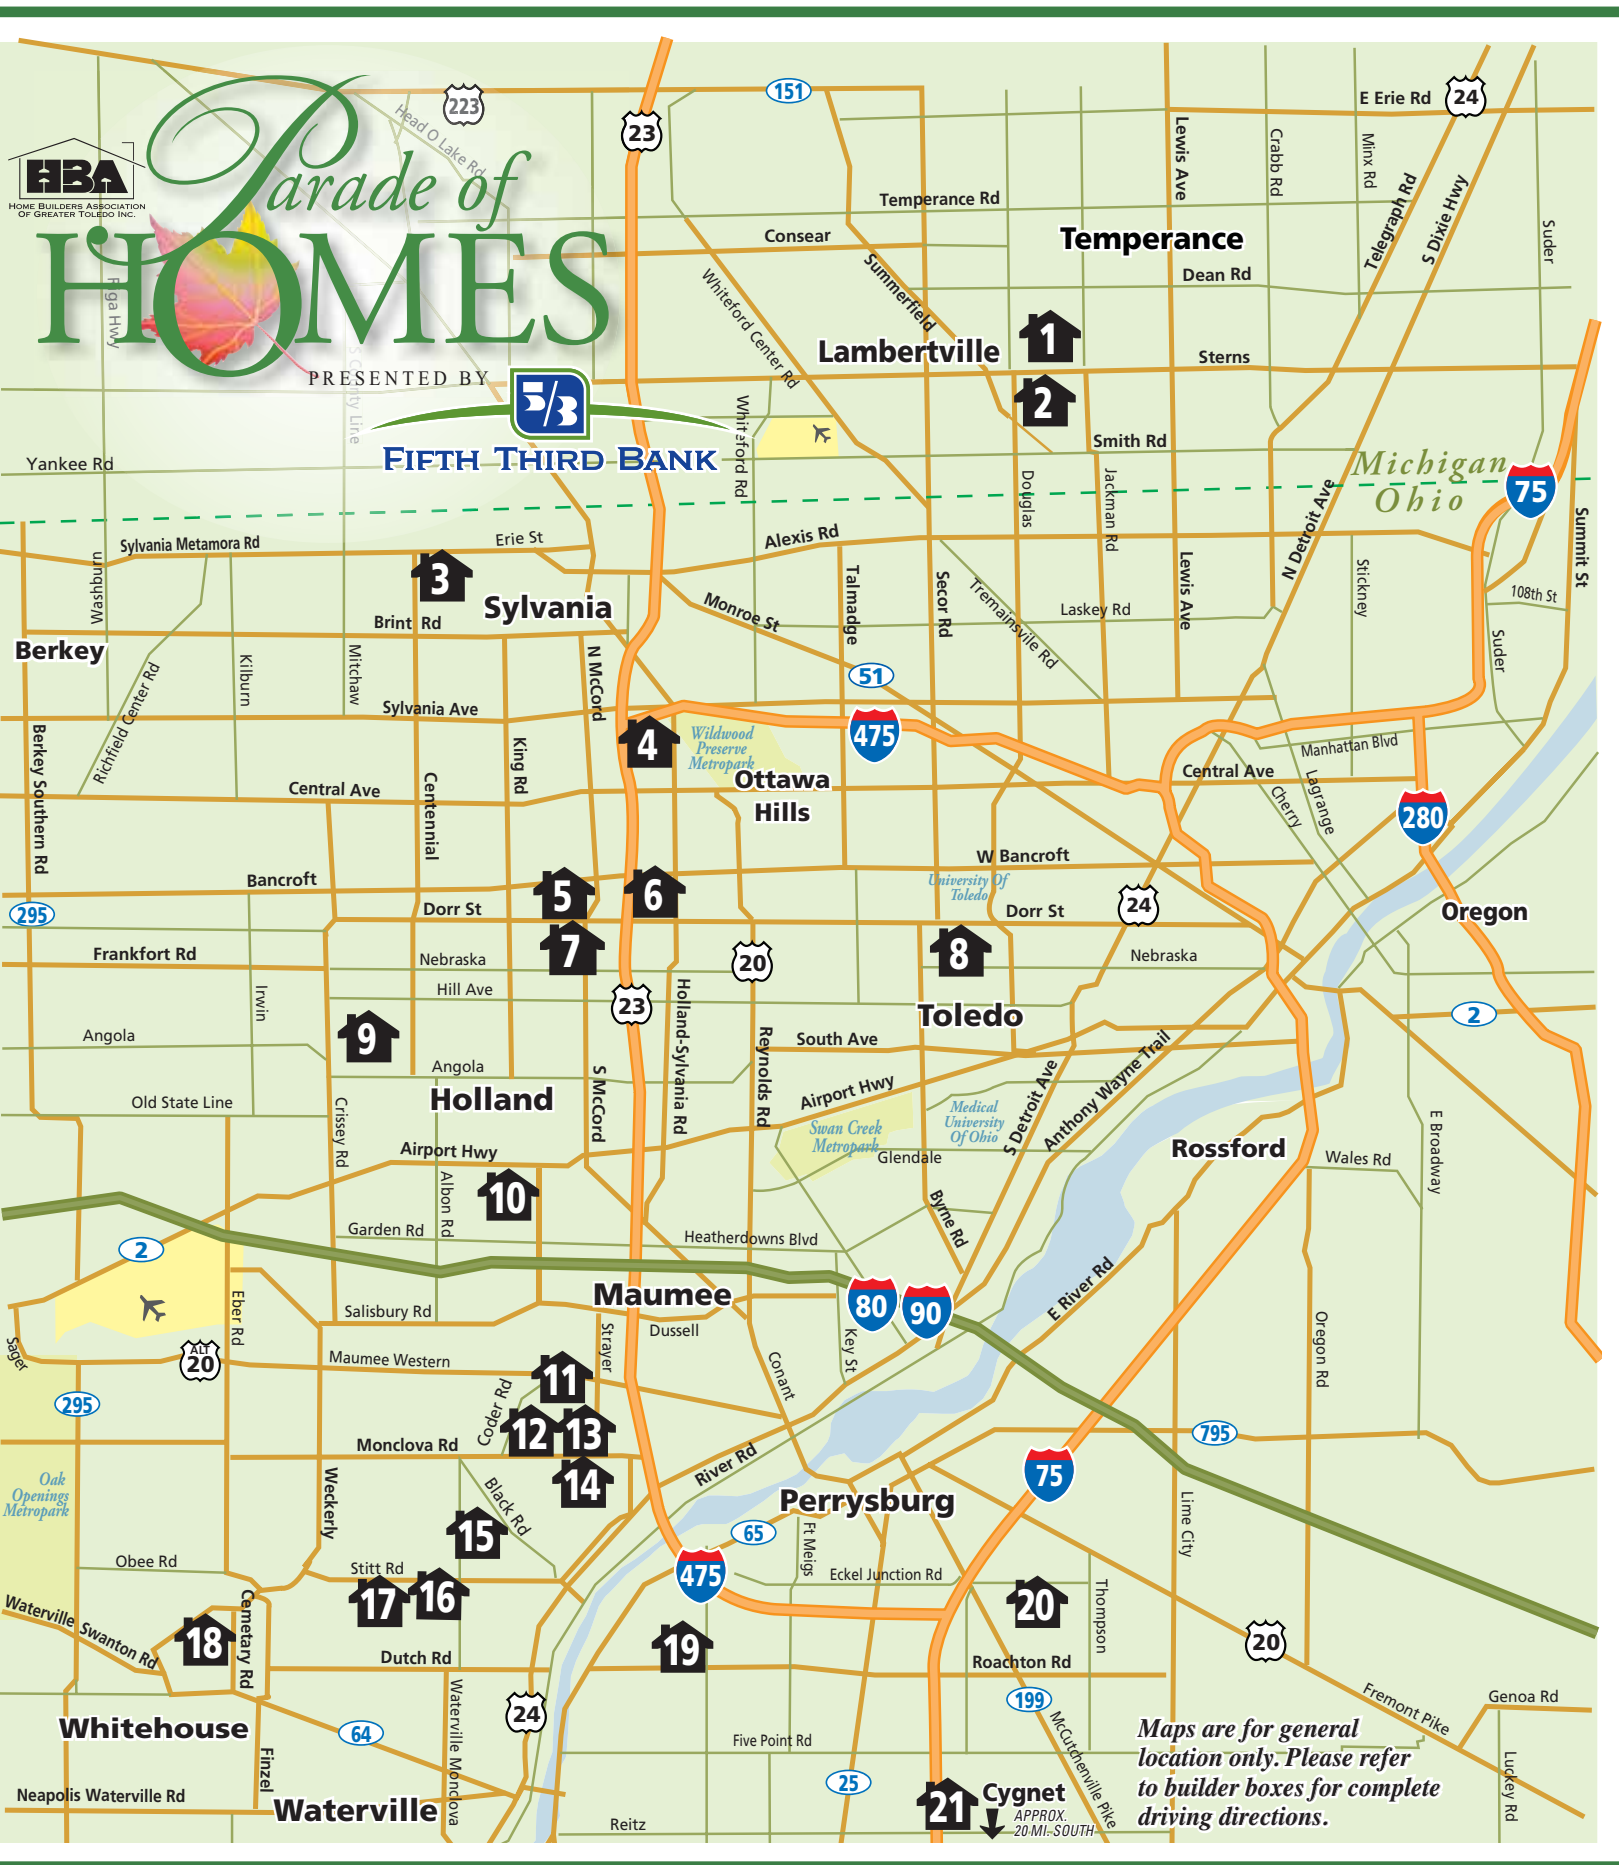 223
Head O Lake Rd
23
151
E Erie Rd
24
HBA
HOME BUILDERS ASSOCIATION
OF GREATER TOLEDO INC.
Parade of
HOMES
PRESENTED BY
5/3
FIFTH THIRD BANK
Riga Hwy
S County Line
Temperance Rd
Consear
Summerfield
Temperance
Dean Rd
Lewis Ave
Crabb Rd
Minx Rd
Telegraph Rd
S Dixie Hwy
Suder
Whiteford Center Rd
Lambertville
1
Sterns
2
Whiteford Rd
Smith Rd
Yankee Rd
Michigan
Ohio
75
Douglas
Jackman Rd
N Detroit Ave
Summit St
Sylvania Metamora Rd
Erie St
Alexis Rd
Washburn
3
Sylvania
Brint Rd
Berkey
Monroe St
Talmadge
Secor Rd
Tremainsvile Rd
Laskey Rd
Lewis Ave
Stickney
108th St
Suder
Richfield Center Rd
Kilburn
Mitchaw
N McCord
51
Sylvania Ave
Berkey Southern Rd
4
Wildwood
Preserve
Metropark
475
Manhattan Blvd
King Rd
Ottawa
Hills
Central Ave
Central Ave
Centennial
Cherry
Lagrange
280
Bancroft
W Bancroft
University Of
Toledo
5
6
295
Dorr St
Dorr St
24
Oregon
7
8
Frankfort Rd
Nebraska
20
Nebraska
Irwin
Hill Ave
23
Holland-Sylvania Rd
Toledo
2
9
Angola
Angola
Reynolds Rd
South Ave
S McCord
Holland
Old State Line
Crissey Rd
Airport Hwy
Swan Creek
Metropark
Medical
University
Of Ohio
S Detroit Ave
Anthony Wayne Trail
Glendale
Rossford
Wales Rd
E Broadway
Airport Hwy
Albon Rd
10
Byrne Rd
Garden Rd
Heatherdowns Blvd
2
Maumee
80
90
E River Rd
Eber Rd
Salisbury Rd
Dussell
Strayer
Key St
Oregon Rd
Sager
ALT
20
Maumee Western
Conant
295
11
Coder Rd
12
13
795
Monclova Rd
River Rd
14
75
Oak
Openings
Metropark
Weckerly
Black Rd
Perrysburg
15
65
Ft Meigs
Lime City
Obee Rd
Stitt Rd
475
Eckel Junction Rd
Thompson
17
16
20
Waterville Swanton Rd
Cemetary Rd
18
19
20
Dutch Rd
Roachton Rd
Waterville Monclova
24
199
Fremont Pike
Genoa Rd
Whitehouse
64
Five Point Rd
McCutchenville Pike
Luckey Rd
Finzel
25
Neapolis Waterville Rd
Waterville
Reitz
21
Cygnet
APPROX.
20 MI. SOUTH
Maps are for general
location only. Please refer
to builder boxes for complete
driving directions.